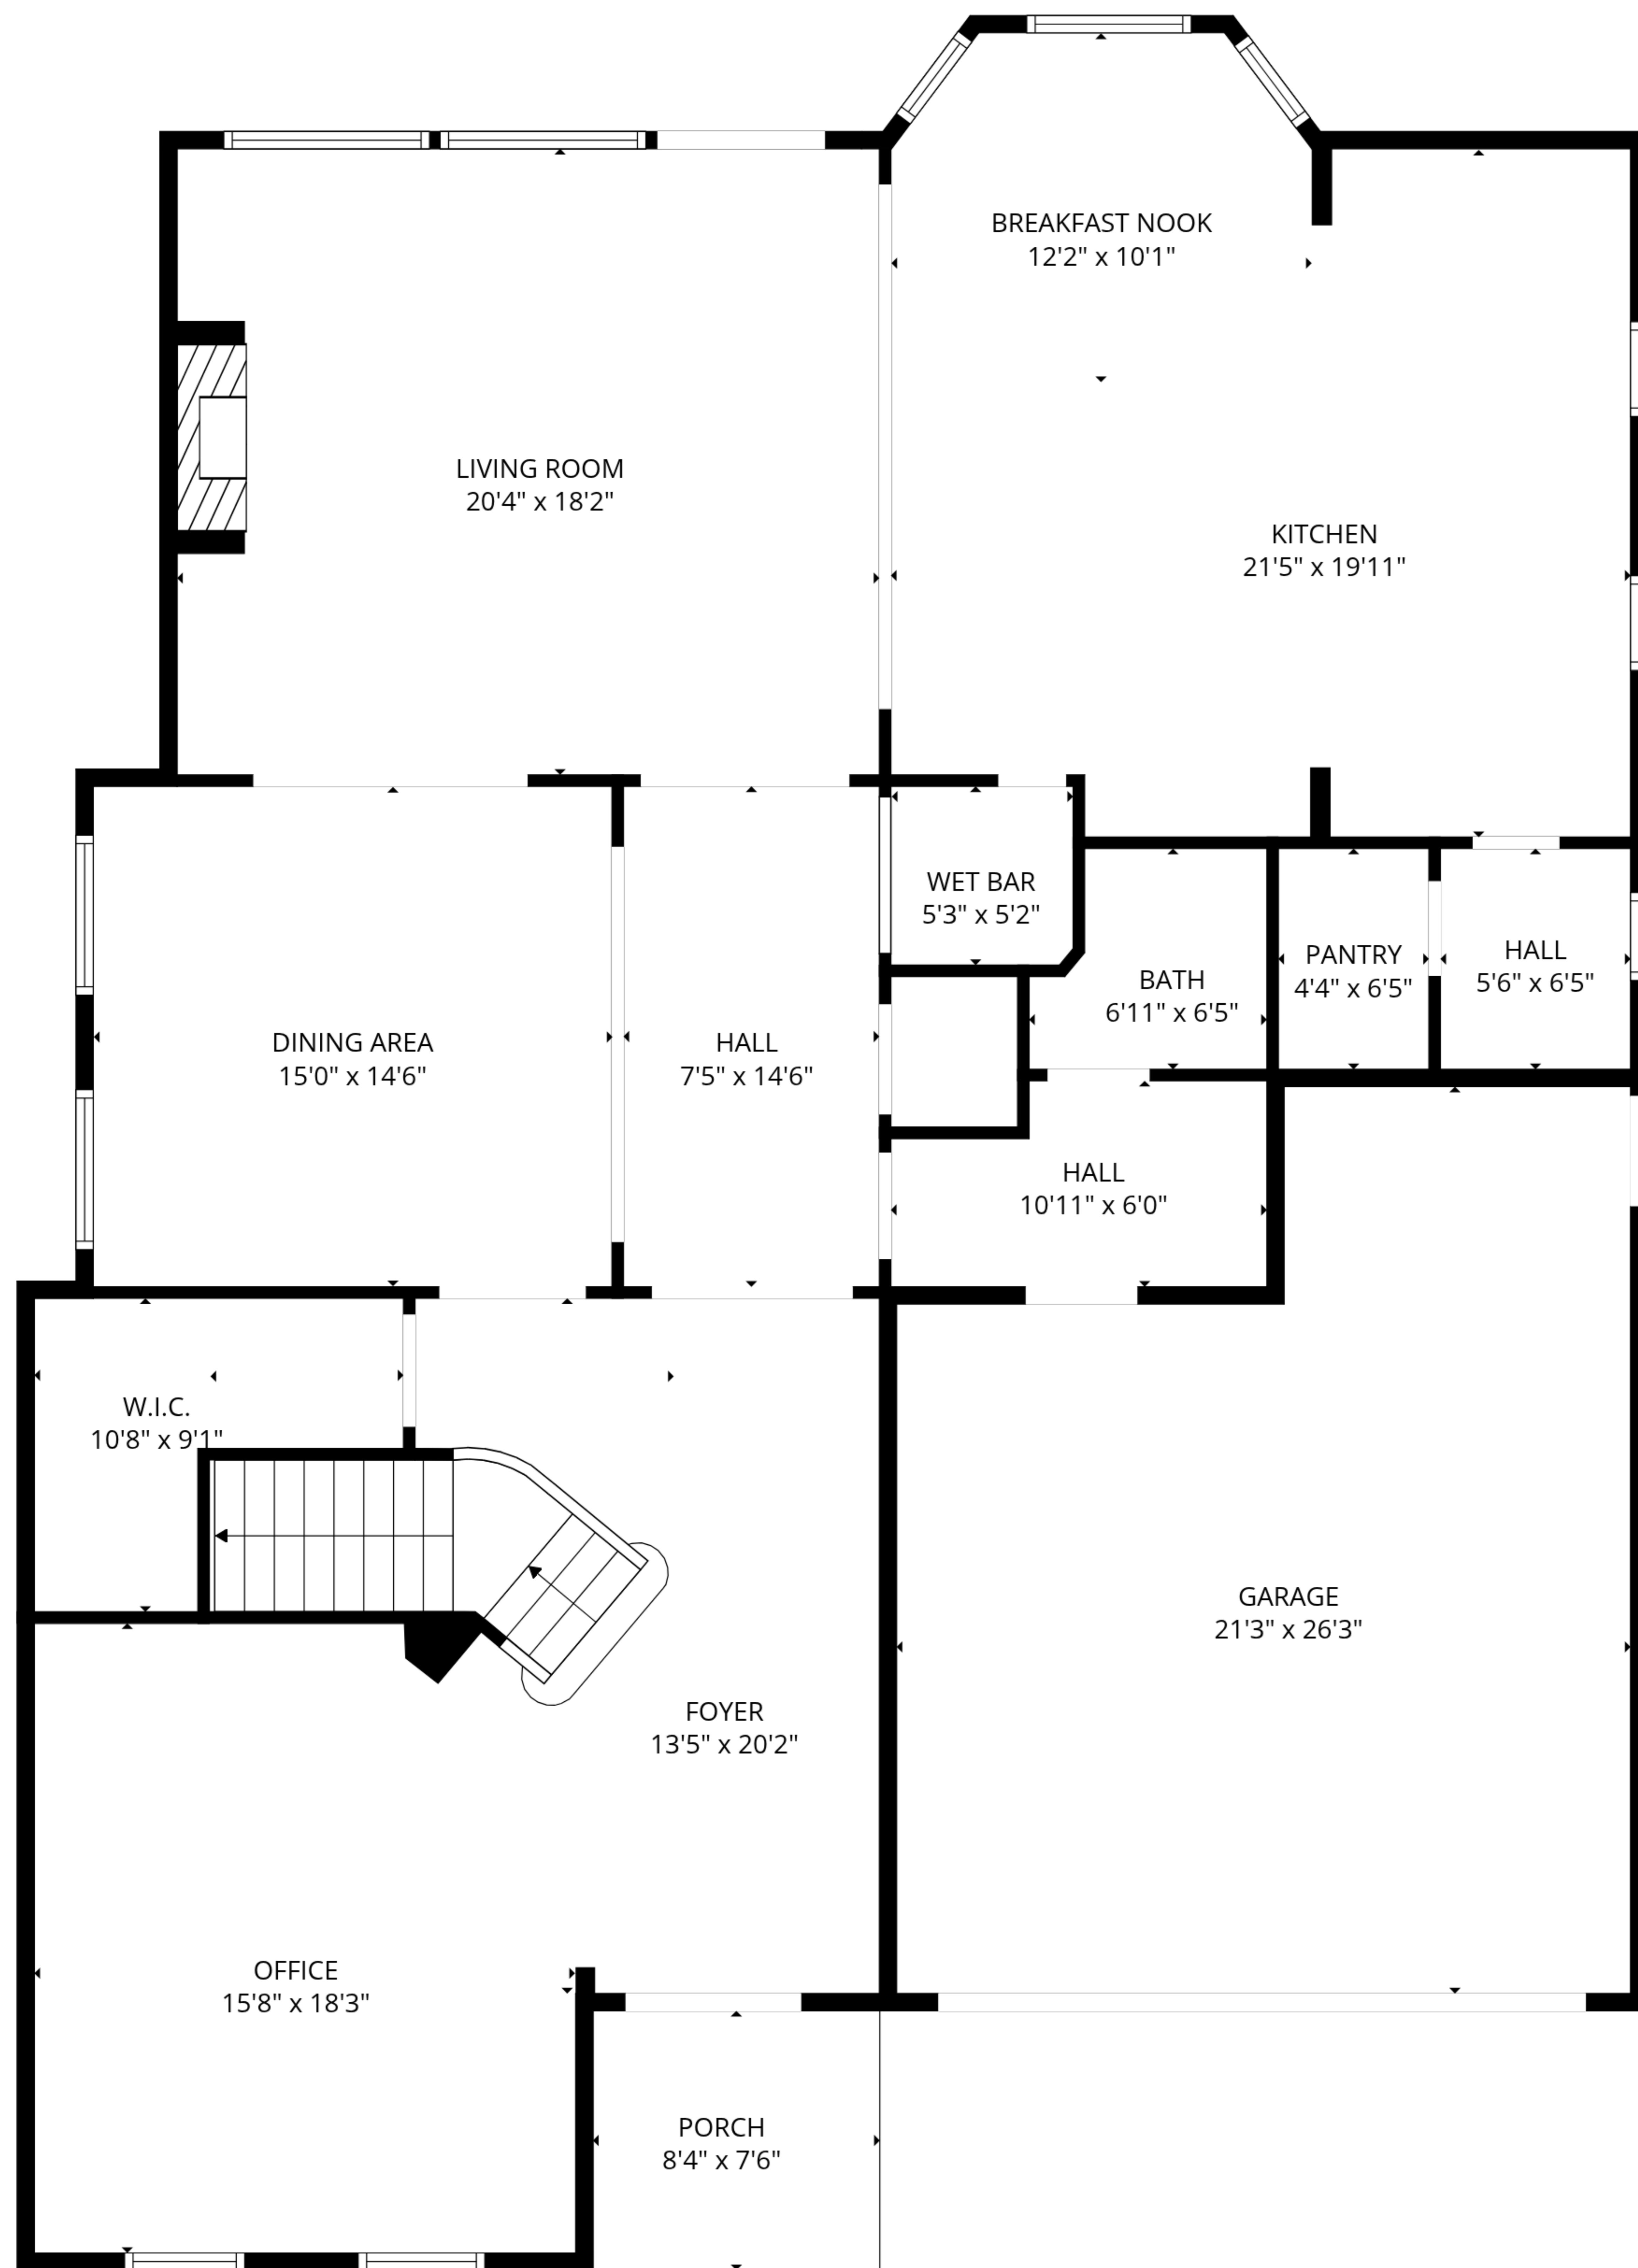 BREAKFAST NOOK
12'2" x 10'1"
LIVING ROOM
20'4" x 18'2"
KITCHEN
21'5" x 19'11"
WET BAR
5'3" x 5'2"
BATH
6'11" x 6'5"
PANTRY
4'4" x 6'5"
HALL
5'6" x 6'5"
DINING AREA
15'0" x 14'6"
HALL
7'5" x 14'6"
HALL
10'11" x 6'0"
W.I.C.
10'8" x 9'1"
GARAGE
21'3" x 26'3"
FOYER
13'5" x 20'2"
OFFICE
15'8" x 18'3"
PORCH
8'4" x 7'6"